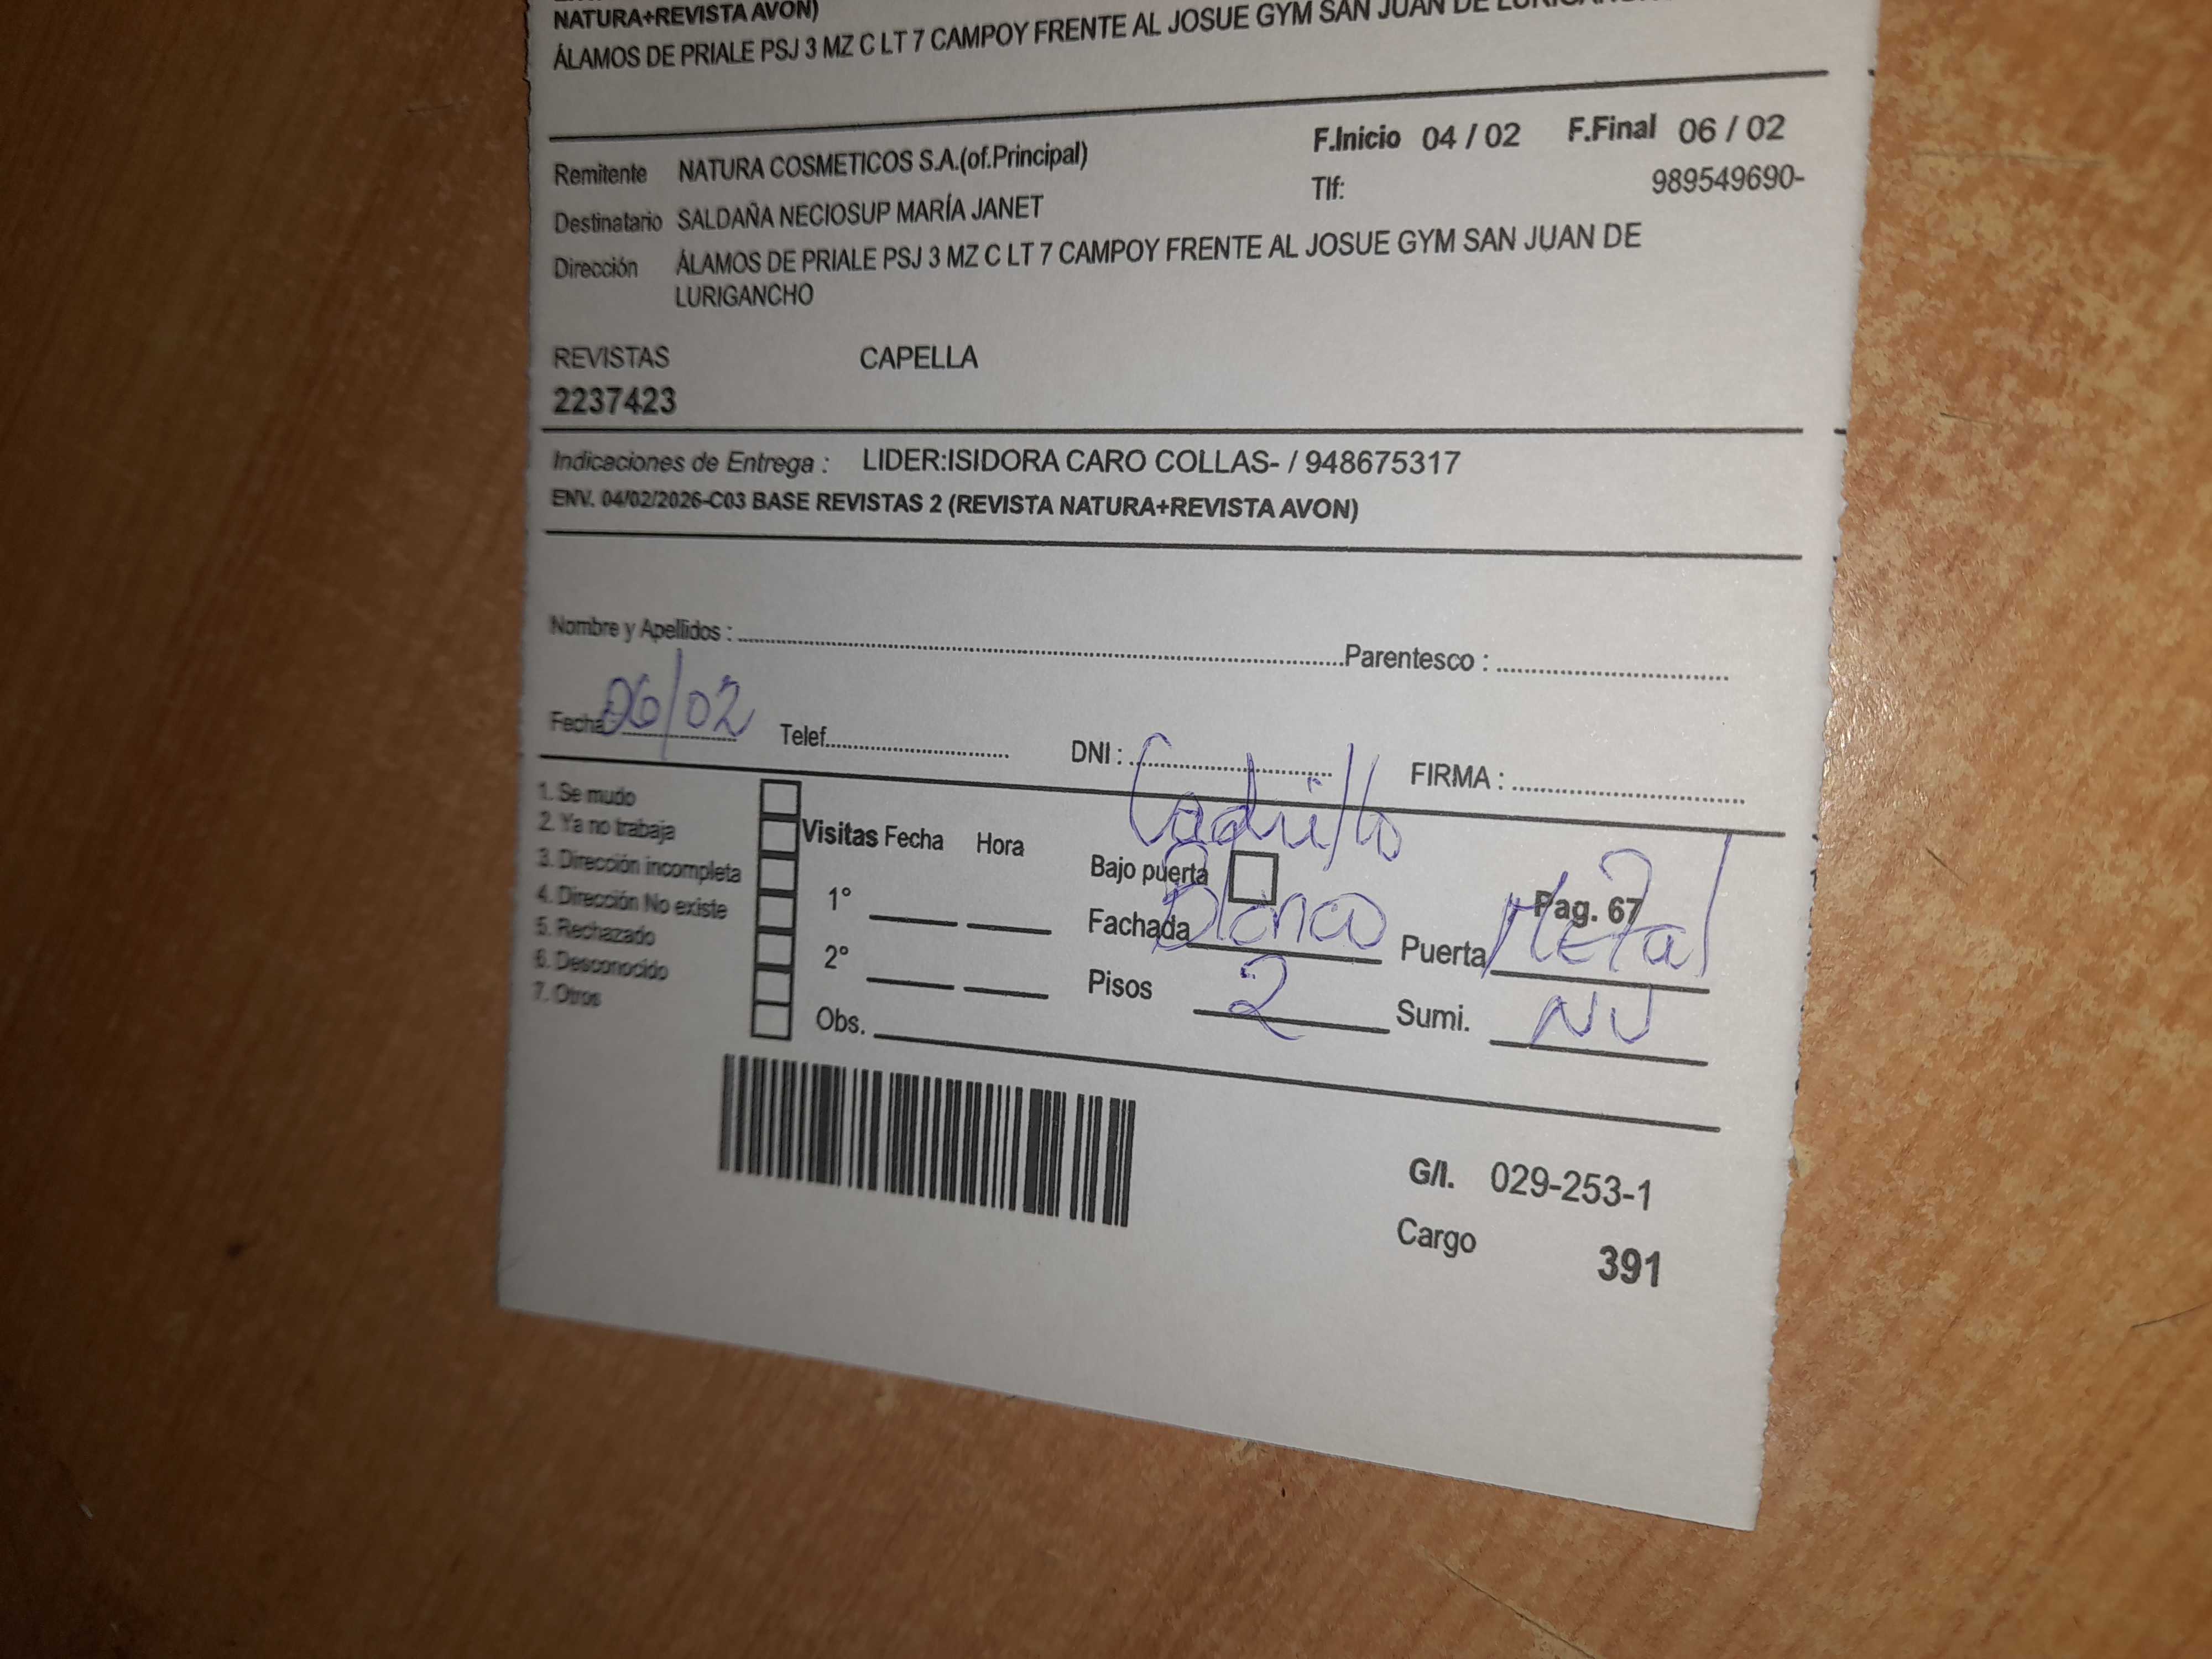 NATURA+REVISTA AVON)
ÁLAMOS DE PRIALE PSJ 3 MZ C LT 7 CAMPOY FRENTE AL JOSUE GYM SAN JUAN DE
F.Inicio 04 / 02 F.Final 06 / 02
Remitente NATURA COSMETICOS S.A.(of.Principal)
Tlf: 989549690-
Destinatario SALDAÑA NECIOSUP MARÍA JANET
Dirección ÁLAMOS DE PRIALE PSJ 3 MZ C LT 7 CAMPOY FRENTE AL JOSUE GYM SAN JUAN DE
LURIGANCHO
REVISTAS CAPELLA
2237423
Indicaciones de Entrega : LIDER:ISIDORA CARO COLLAS- / 948675317
ENV. 04/02/2026-C03 BASE REVISTAS 2 (REVISTA NATURA+REVISTA AVON)
Nombre y Apellidos : Parentesco :
Fecha 06/02 Telef. DNI : FIRMA :
1. Se mudo
2. Ya no trabaja
3. Dirección incompleta
4. Dirección No existe
5. Rechazado
6. Desconocido
7. Otros
Visitas Fecha Hora
1°
2°
Obs.
Ladrillo
Bajo puerta Pag. 67
Fachada Blanco Puerta Metal
Pisos 2 Sumi. NV
G/I. 029-253-1
Cargo 391